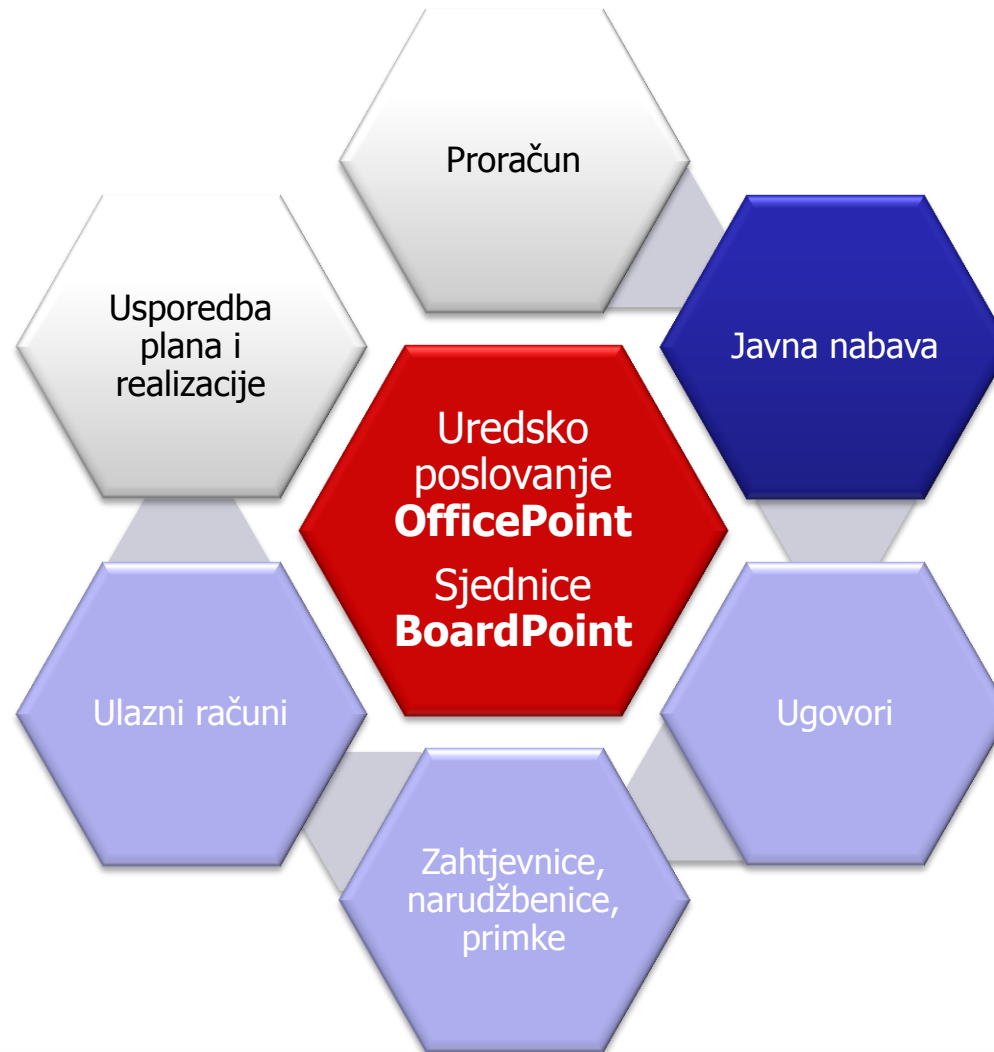 Proračun
Javna nabava
Ugovori
Zahtjevnice,
narudžbenice,
primke
Ulazni računi
Usporedba
plana i
realizacije
Uredsko
poslovanje
OfficePoint
Sjednice
BoardPoint